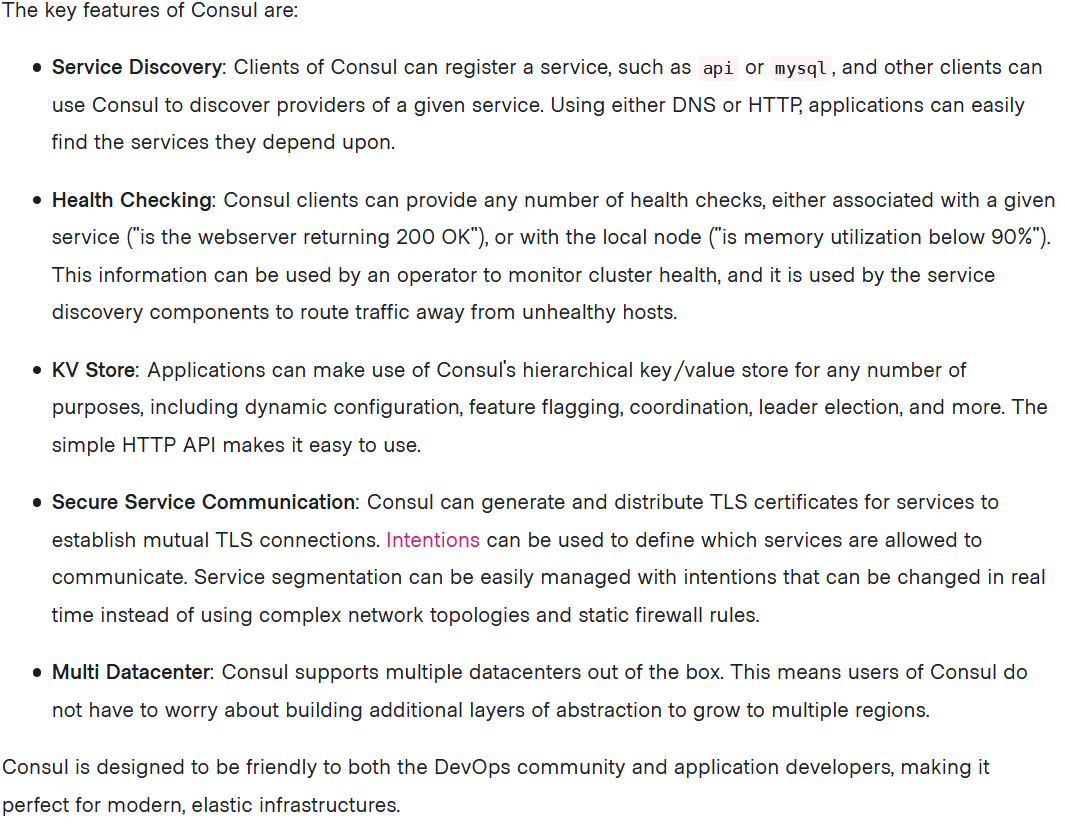 The key features of Consul are:
• Service Discovery: Clients of Consul can register a service, such as api or mysql, and other clients can
use Consul to discover providers of a given service. Using either DNS or HTTP, applications can easily
find the services they depend upon.
• Health Checking: Consul clients can provide any number of health checks, either associated with a given
service ("is the webserver returning 200 OK"), or with the local node ("is memory utilization below 90%").
This information can be used by an operator to monitor cluster health, and it is used by the service
discovery components to route traffic away from unhealthy hosts.
• KV Store: Applications can make use of Consul's hierarchical key/value store for any number of
purposes, including dynamic configuration, feature flagging, coordination, leader election, and more. The
simple HTTP API makes it easy to use.
• Secure Service Communication: Consul can generate and distribute TLS certificates for services to
establish mutual TLS connections. Intentions can be used to define which services are allowed to
communicate. Service segmentation can be easily managed with intentions that can be changed in real
time instead of using complex network topologies and static firewall rules.
• Multi Datacenter: Consul supports multiple datacenters out of the box. This means users of Consul do
not have to worry about building additional layers of abstraction to grow to multiple regions.
Consul is designed to be friendly to both the DevOps community and application developers, making it
perfect for modern, elastic infrastructures.